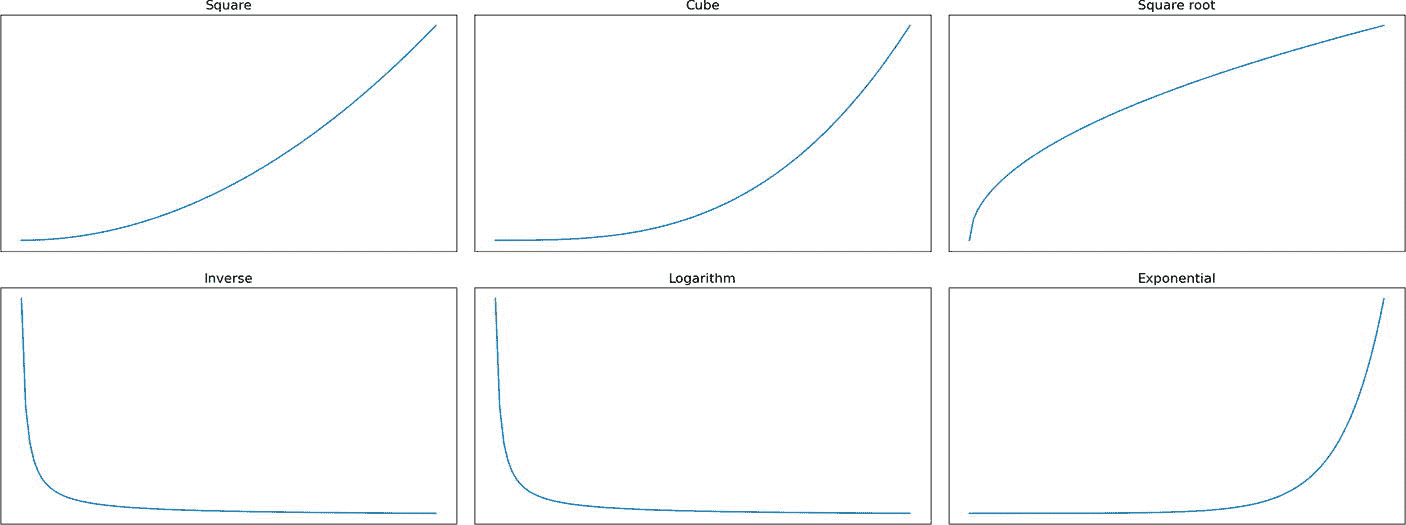 Square
Cube
Square root
Inverse
Logarithm
Exponential